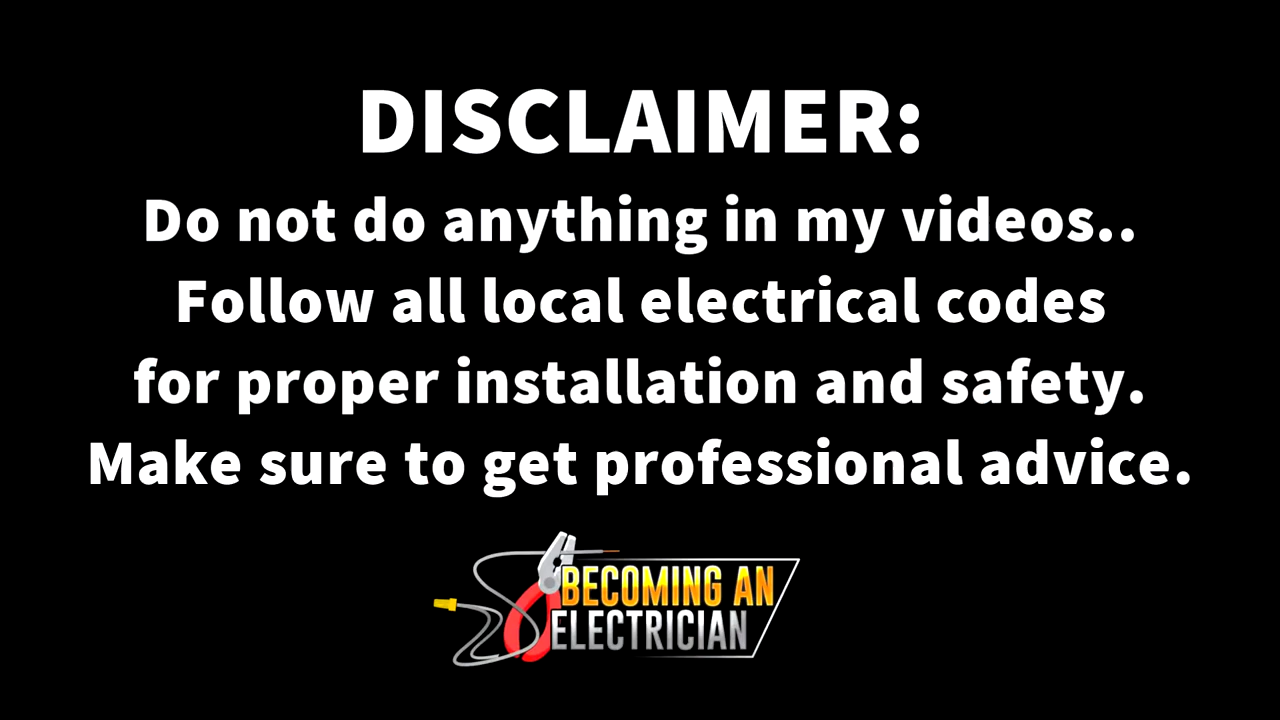 DISCLAIMER:
Do not do anything in my videos..
Follow all local electrical codes
for proper installation and safety.
Make sure to get professional advice.
BECOMING AN
ELECTRICIAN